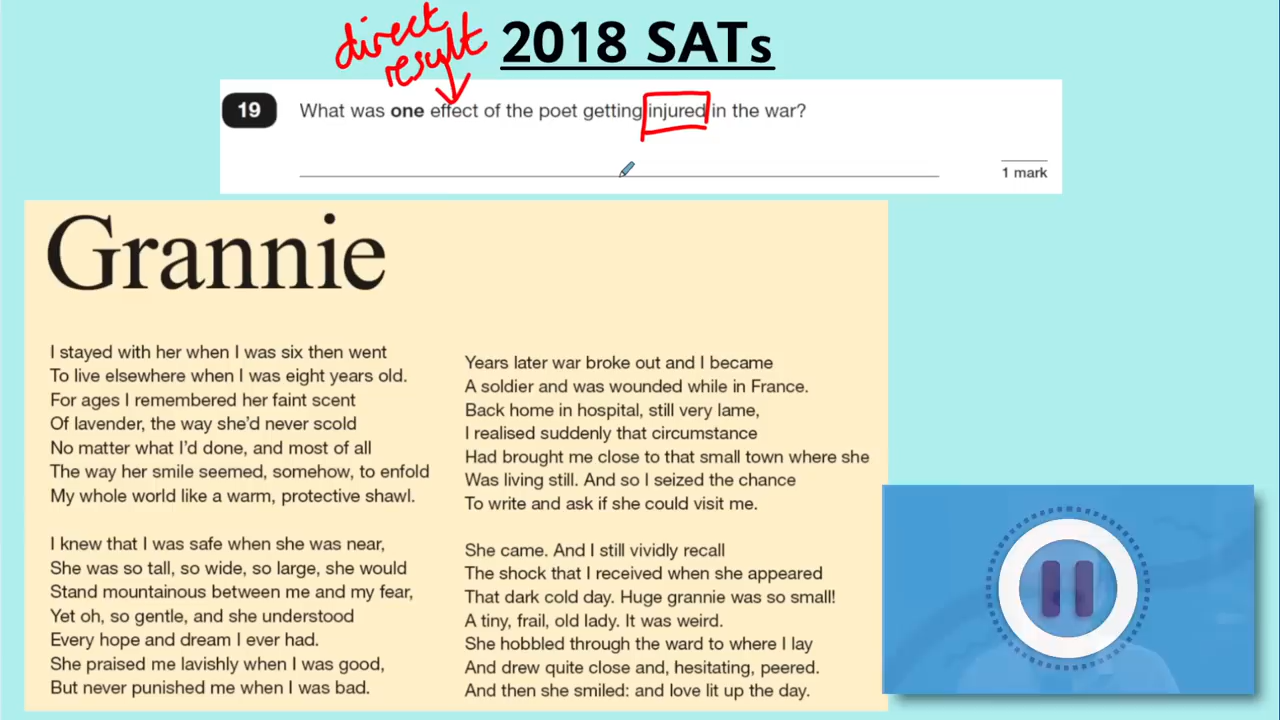 direct
result
2018 SATs
19
What was one effect of the poet getting injured in the war?
1 mark
Grannie
I stayed with her when I was six then went
To live elsewhere when I was eight years old.
For ages I remembered her faint scent
Of lavender, the way she'd never scold
No matter what I'd done, and most of all
The way her smile seemed, somehow, to enfold
My whole world like a warm, protective shawl.
I knew that I was safe when she was near,
She was so tall, so wide, so large, she would
Stand mountainous between me and my fear,
Yet oh, so gentle, and she understood
Every hope and dream I ever had.
She praised me lavishly when I was good,
But never punished me when I was bad.
Years later war broke out and I became
A soldier and was wounded while in France.
Back home in hospital, still very lame,
I realised suddenly that circumstance
Had brought me close to that small town where she
Was living still. And so I seized the chance
To write and ask if she could visit me.
She came. And I still vividly recall
The shock that I received when she appeared
That dark cold day. Huge grannie was so small!
A tiny, frail, old lady. It was weird.
She hobbled through the ward to where I lay
And drew quite close and, hesitating, peered.
And then she smiled: and love lit up the day.